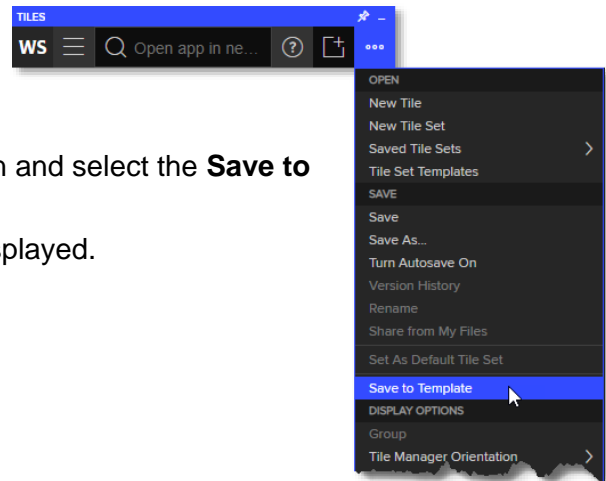 TILES
WS Open app in ne... ?
OPEN
New Tile
New Tile Set
Saved Tile Sets
Tile Set Templates
SAVE
Save
Save As...
Turn Autosave On
Version History
Rename
Share from My Files
Set As Default Tile Set
Save to Template
DISPLAY OPTIONS
Group
Tile Manager Orientation
and select the Save to